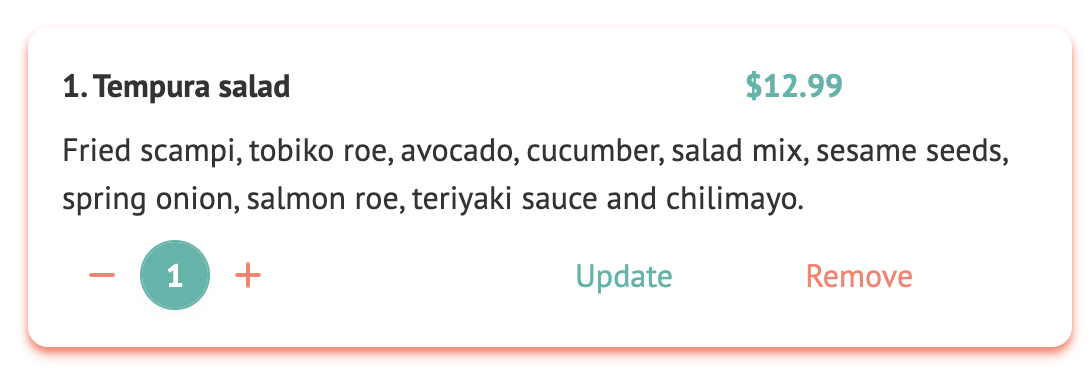 1. Tempura salad $12.99
Fried scampi, tobiko roe, avocado, cucumber, salad mix, sesame seeds,
spring onion, salmon roe, teriyaki sauce and chilimayo.
− 1 + Update Remove